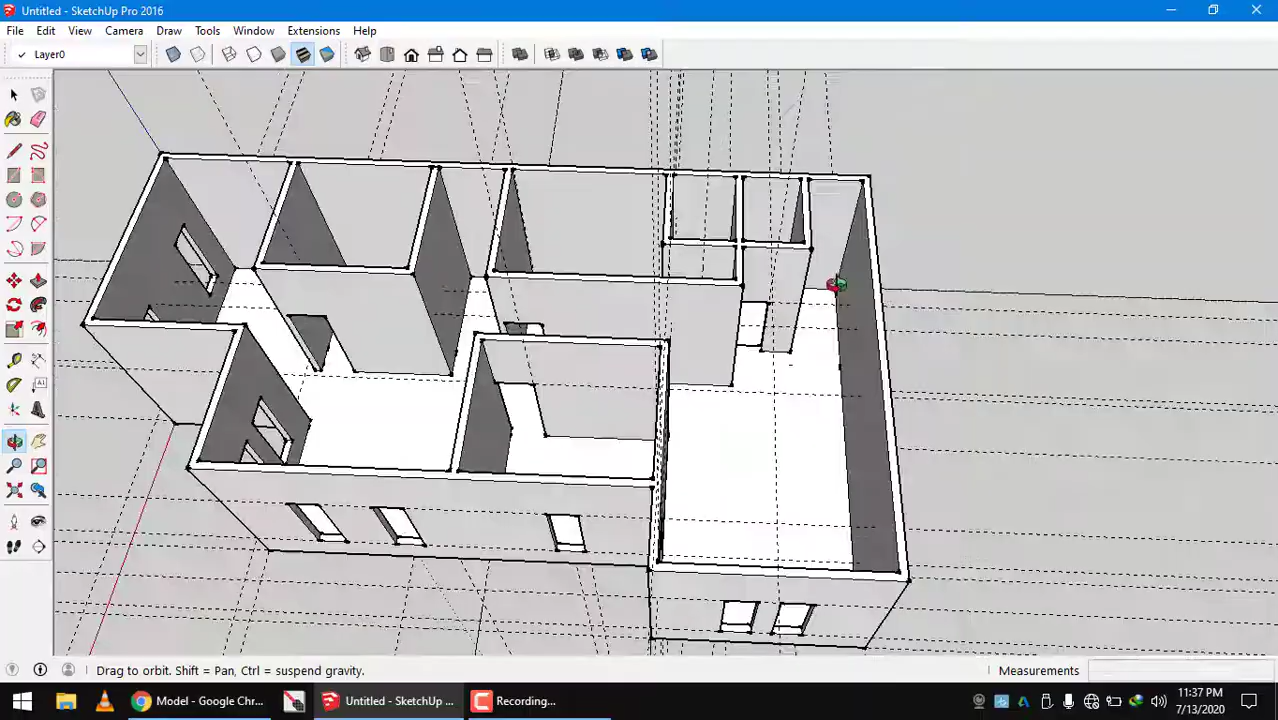 Untitled - SketchUp Pro 2016
File Edit View Camera Draw Tools Window Extensions Help
Layer0
Drag to orbit. Shift = Pan, Ctrl = suspend gravity.
Measurements
Model - Google Chr...
Untitled - SketchUp ...
Recording...
11:37 PM
7/13/2020